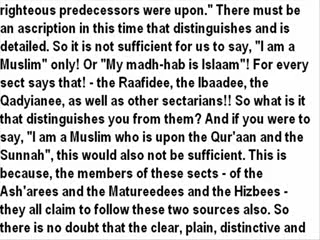 righteous predecessors were upon." There must be
an ascription in this time that distinguishes and is
detailed. So it is not sufficient for us to say, "I am a
Muslim" only! Or "My madh-hab is Islaam"! For every
sect says that! - the Raafidee, the Ibaadee, the
Qadyianee, as well as other sectarians!! So what is it
that distinguishes you from them? And if you were to
say, "I am a Muslim who is upon the Qur'aan and the
Sunnah", this would also not be sufficient. This is
because, the members of these sects - of the
Ash'arees and the Matureedees and the Hizbees -
they all claim to follow these two sources also. So
there is no doubt that the clear, plain, distinctive and